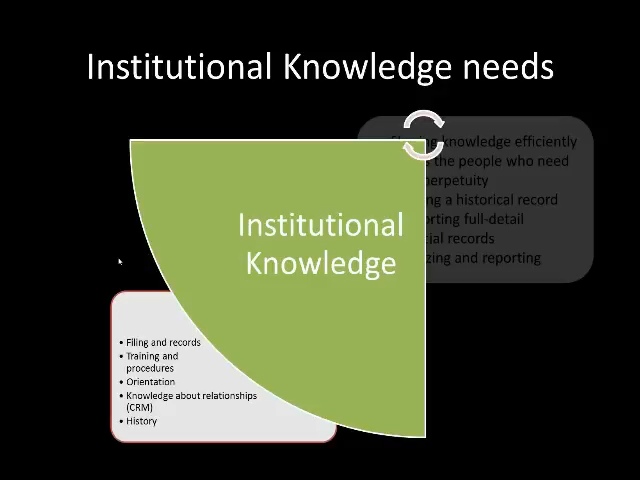 Institutional Knowledge needs
knowledge efficiently
the people who need
a historical record
full-detail
records
and reporting
Institutional
Knowledge
• Filing and records
• Training and
procedures
• Orientation
• Knowledge about relationships
(CRM)
• History